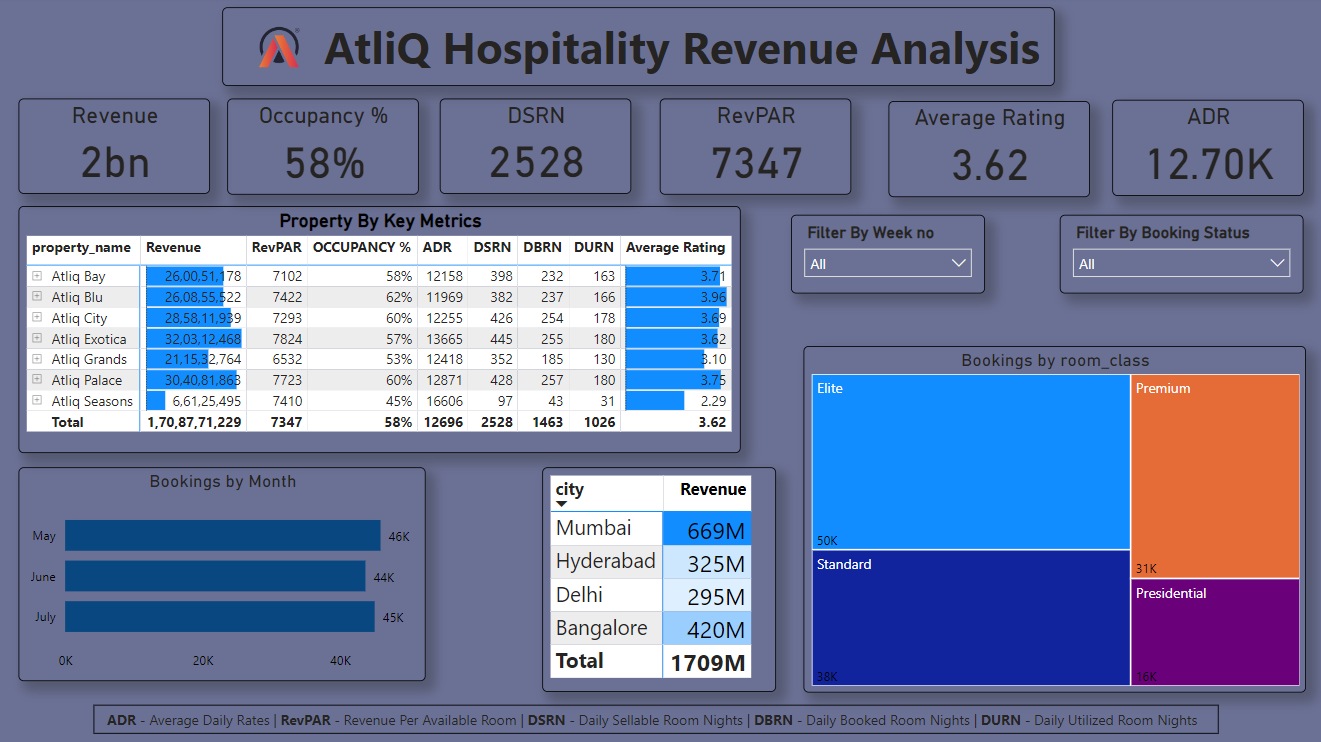 AtliQ Hospitality Revenue Analysis
Revenue
2bn
Occupancy %
58%
DSRN
2528
RevPAR
7347
Average Rating
3.62
ADR
12.70K
Property By Key Metrics
property_name Revenue RevPAR OCCUPANCY % ADR DSRN DBRN DURN Average Rating
Atliq Bay 26,00,51,178 7102 58% 12158 398 232 163 3.71
Atliq Blu 26,08,55,522 7422 62% 11969 382 237 166 3.96
Atliq City 28,58,11,939 7293 60% 12255 426 254 178 3.69
Atliq Exotica 32,03,12,468 7824 57% 13665 445 255 180 3.62
Atliq Grands 21,15,32,764 6532 53% 12418 352 185 130 3.10
Atliq Palace 30,40,81,863 7723 60% 12871 428 257 180 3.75
Atliq Seasons 6,61,25,495 7410 45% 16606 97 43 31 2.29
Total 1,70,87,71,229 7347 58% 12696 2528 1463 1026 3.62
Filter By Week no
All
Filter By Booking Status
All
Bookings by Month
May 46K
June 44K
July 45K
0K 20K 40K
city Revenue
Mumbai 669M
Hyderabad 325M
Delhi 295M
Bangalore 420M
Total 1709M
Bookings by room_class
Elite
50K
Standard
38K
Premium
31K
Presidential
16K
ADR - Average Daily Rates | RevPAR - Revenue Per Available Room | DSRN - Daily Sellable Room Nights | DBRN - Daily Booked Room Nights | DURN - Daily Utilized Room Nights